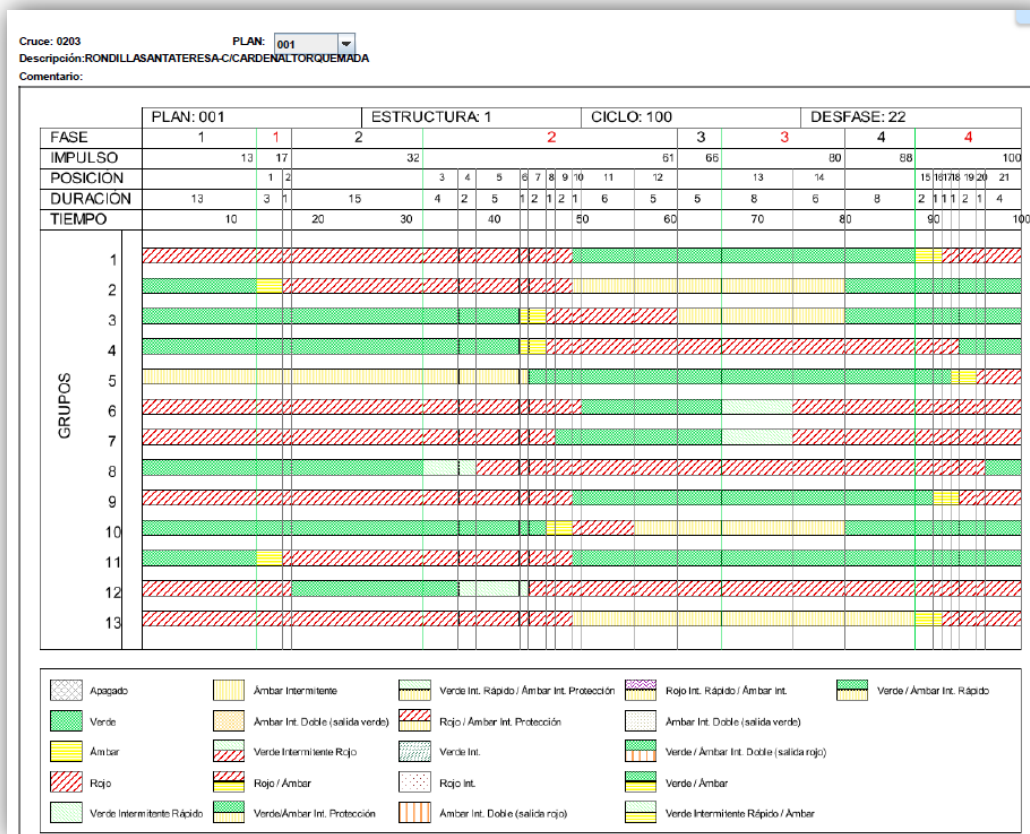 Cruce: 0203 PLAN: 001
Descripción:RONDILLASANTATERESA-C/CARDENALTORQUEMADA
Comentario:
PLAN: 001 ESTRUCTURA: 1 CICLO: 100 DESFASE: 22
FASE 1 1 2 2 3 3 4 4
IMPULSO 13 17 32 61 66 80 88 100
POSICIÓN 1 2 3 4 5 6 7 8 9 10 11 12 13 14 15 16 17 18 19 20 21
DURACIÓN 13 3 1 15 4 2 5 1 2 1 2 1 6 5 5 8 6 8 2 1 1 1 2 1 4
TIEMPO 10 20 30 40 50 60 70 80 90 100
GRUPOS
1
2
3
4
5
6
7
8
9
10
11
12
13
Apagado Ámbar Intermitente Verde Int. Rápido / Ámbar Int. Protección Rojo Int. Rápido / Ámbar Int. Verde / Ámbar Int. Rápido
Verde Ámbar Int. Doble (salida verde) Rojo / Ámbar Int. Protección Ámbar Int. Doble (salida verde)
Ámbar Verde Intermitente Rojo Verde Int. Verde / Ámbar Int. Doble (salida rojo)
Rojo Rojo / Ámbar Rojo Int. Verde / Ámbar
Verde Intermitente Rápido Verde/Ámbar Int. Protección Ámbar Int. Doble (salida rojo) Verde Intermitente Rápido / Ámbar